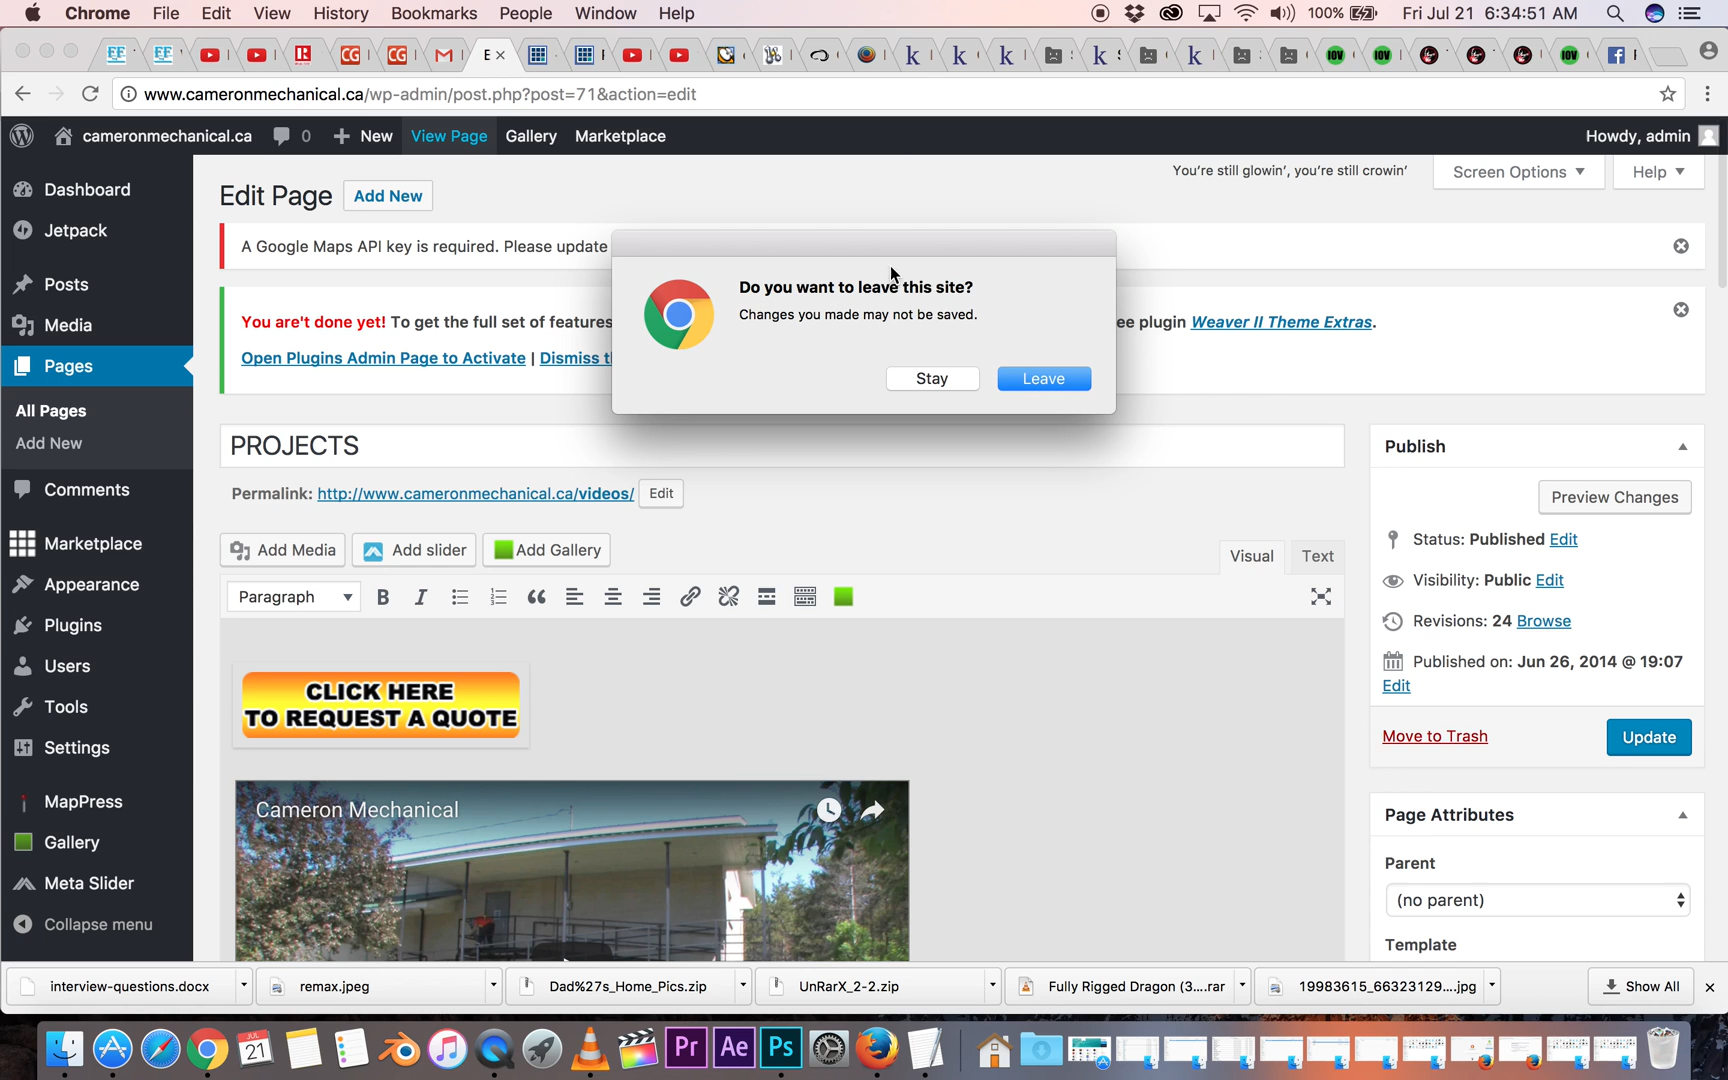 Chrome File Edit View History Bookmarks People Window Help
100% Fri Jul 21 6:34:51 AM
www.cameronmechanical.ca/wp-admin/post.php?post=71&action=edit
cameronmechanical.ca 0 New View Page Gallery Marketplace
Howdy, admin
Dashboard
Jetpack
Posts
Media
Pages
All Pages
Add New
Comments
Marketplace
Appearance
Plugins
Users
Tools
Settings
MapPress
Gallery
Meta Slider
Collapse menu
You're still glowin', you're still crowin'
Screen Options
Help
Edit Page
Add New
A Google Maps API key is required. Please update
You are't done yet! To get the full set of features
ee plugin Weaver II Theme Extras.
Open Plugins Admin Page to Activate | Dismiss
Do you want to leave this site?
Changes you made may not be saved.
Stay
Leave
PROJECTS
Permalink: http://www.cameronmechanical.ca/videos/ Edit
Add Media
Add slider
Add Gallery
Visual
Text
Paragraph
CLICK HERE
TO REQUEST A QUOTE
Cameron Mechanical
Publish
Preview Changes
Status: Published Edit
Visibility: Public Edit
Revisions: 24 Browse
Published on: Jun 26, 2014 @ 19:07
Edit
Move to Trash
Update
Page Attributes
Parent
(no parent)
Template
interview-questions.docx
remax.jpeg
Dad%27s_Home_Pics.zip
UnRarX_2-2.zip
Fully Rigged Dragon (3....rar
19983615_66323129....jpg
Show All
JUL
21
Pr
Ae
Ps